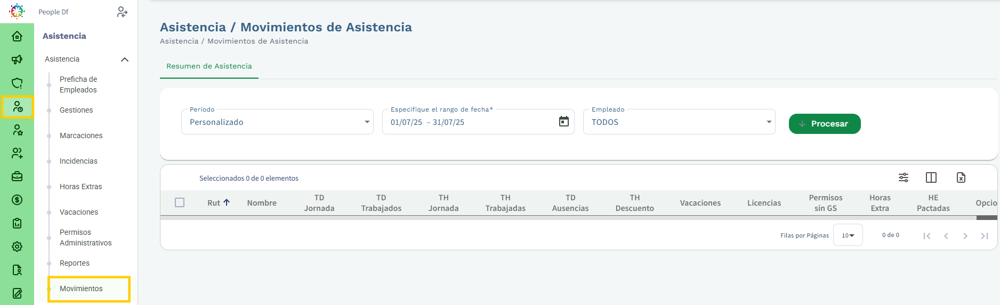 People Df
Asistencia
Asistencia
Preficha de
Empleados
Gestiones
Marcaciones
Incidencias
Horas Extras
Vacaciones
Permisos
Administrativos
Reportes
Movimientos
Asistencia / Movimientos de Asistencia
Asistencia / Movimientos de Asistencia
Resumen de Asistencia
Período
Personalizado
Especifique el rango de fecha*
01/07/25 – 31/07/25
Empleado
TODOS
Procesar
Seleccionados 0 de 0 elementos
Rut
Nombre
TD
Jornada
TD
Trabajados
TH
Jornada
TH
Trabajadas
TD
Ausencias
TH
Descuento
Vacaciones
Licencias
Permisos
sin GS
Horas
Extra
HE
Pactadas
Opcio
Filas por Páginas
10
0 de 0